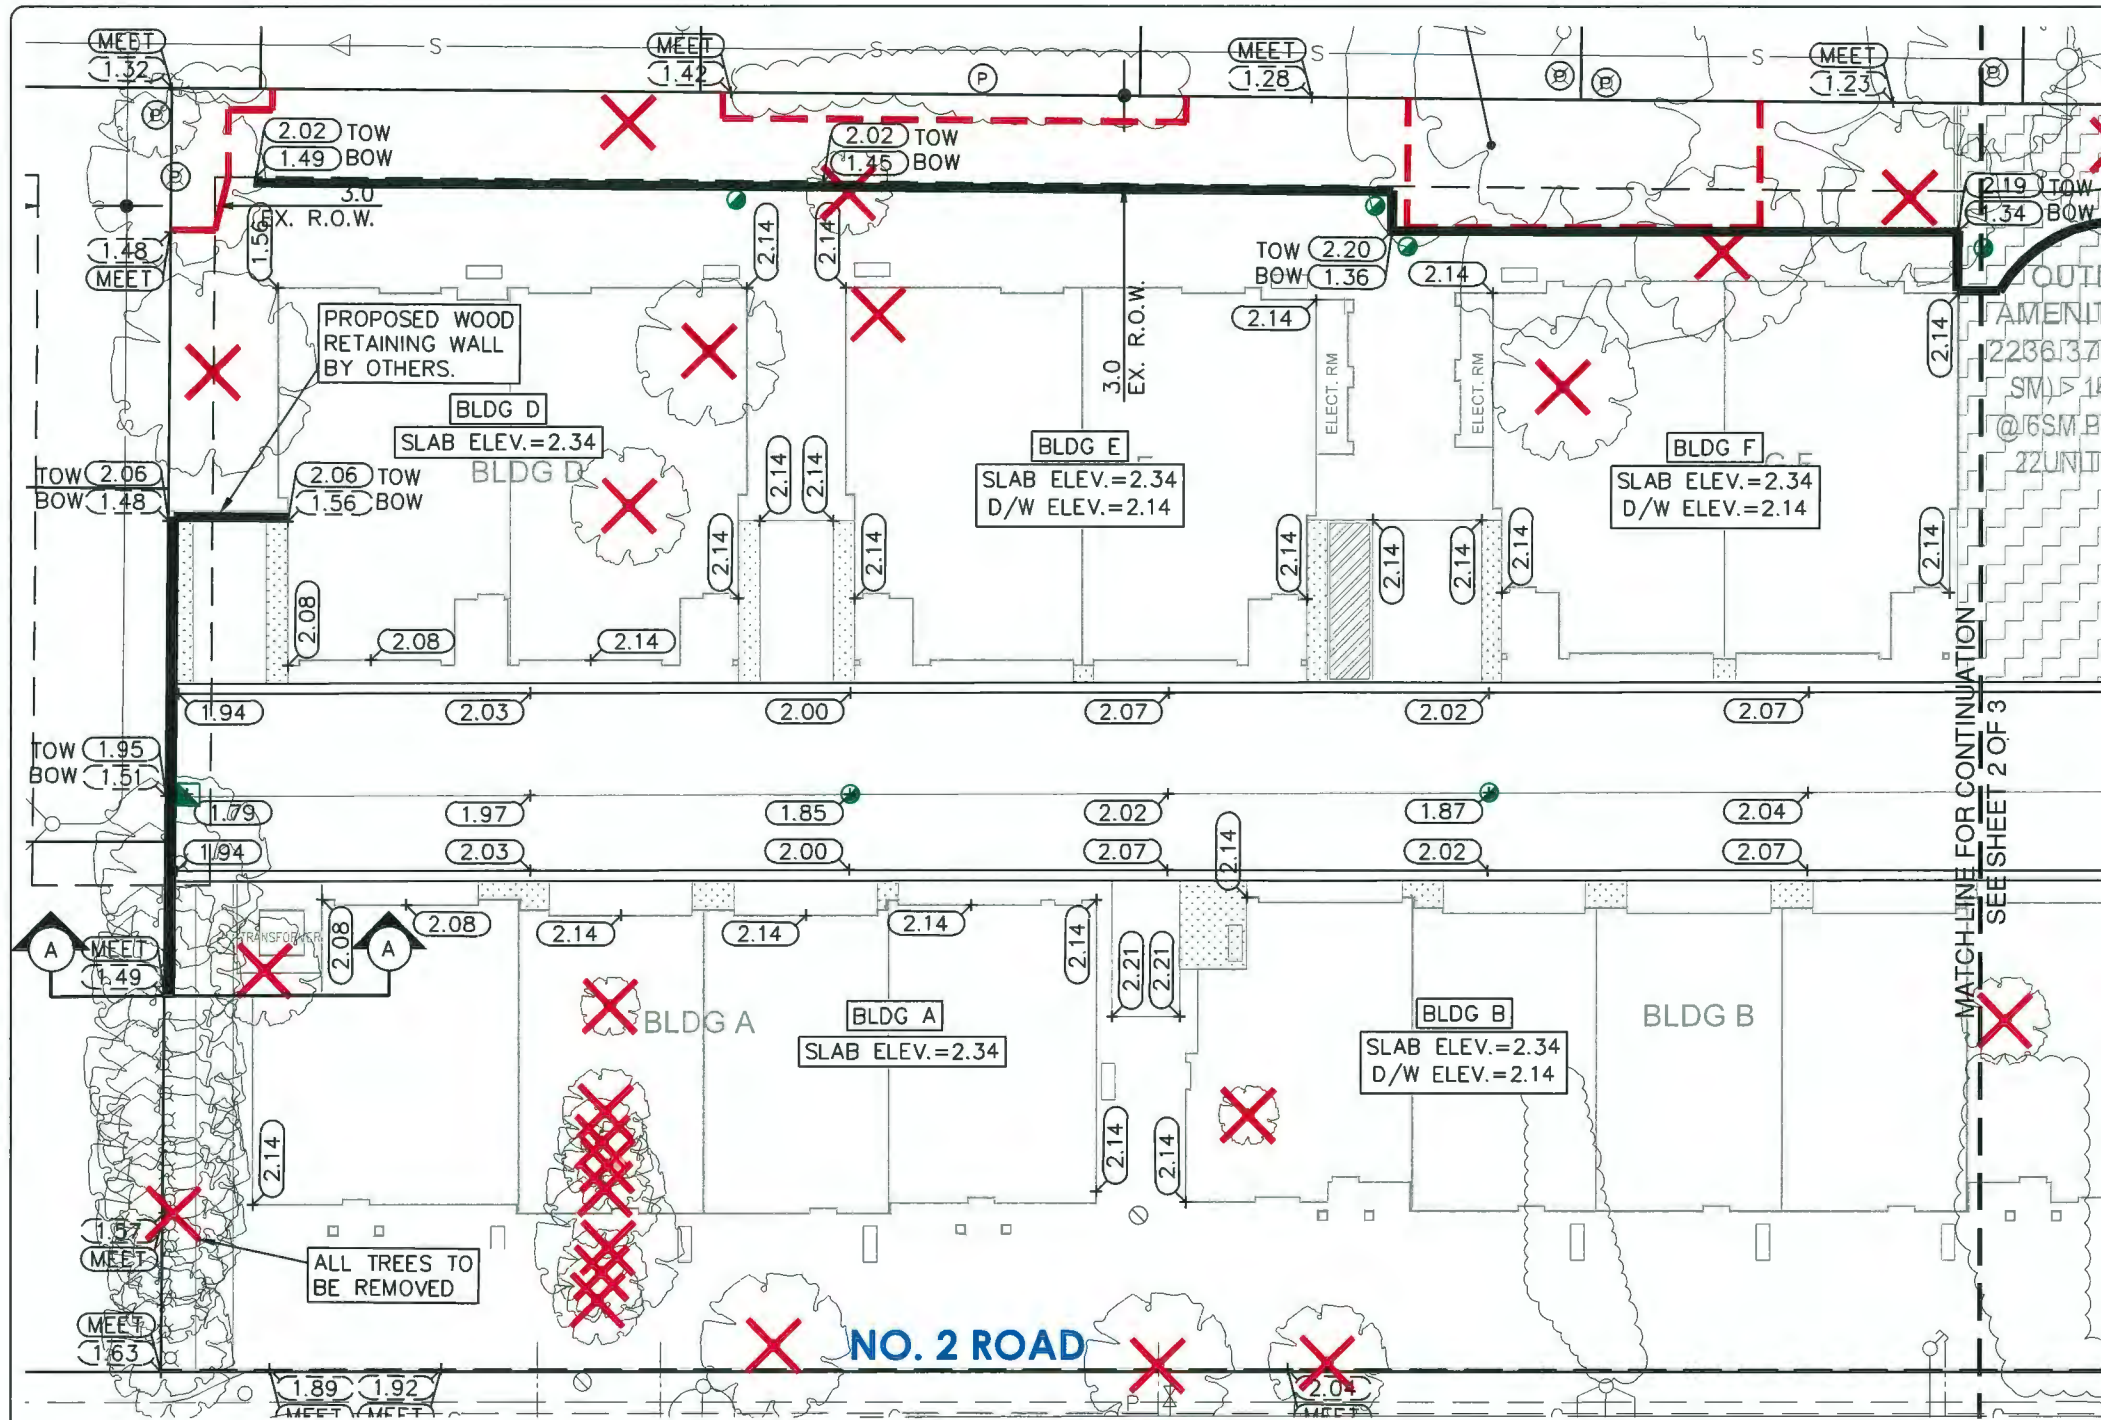 MEET
1.32
S
MEET
1.42
S
P
MEET
1.28
S
MEET
1.23
P
P
P
P
2.02 TOW
1.49 BOW
2.02 TOW
1.45 BOW
P
3.0
EX. R.O.W.
2.19 TOW
1.34 BOW
1.48
MEET
1.56
2.14
2.14
TOW 2.20
BOW 1.36
2.14
2.14
3.0
EX. R.O.W.
2.14
PROPOSED WOOD
RETAINING WALL
BY OTHERS.
ELECT. RM
ELECT. RM
BLDG D
SLAB ELEV.=2.34
BLDG D
BLDG E
SLAB ELEV.=2.34
D/W ELEV.=2.14
BLDG F
SLAB ELEV.=2.34
D/W ELEV.=2.14
22UNIT
TOW 2.06
BOW 1.48
2.06 TOW
1.56 BOW
2.14
2.14
2.14
2.14
2.14
2.14
2.14
2.14
2.14
2.08
2.08
2.14
1.94
2.03
2.00
2.07
2.02
2.07
TOW 1.95
BOW 1.51
1.79
1.97
1.85
2.02
1.87
2.04
1.94
2.03
2.00
2.07
2.14
2.02
2.07
MATCH LINE FOR CONTINUATION
SEE SHEET 2 OF 3
A
A
MEET
1.49
TRANSFORMER
2.08
2.08
2.14
2.14
2.14
2.14
2.21
2.21
BLDG A
BLDG A
SLAB ELEV.=2.34
BLDG B
SLAB ELEV.=2.34
D/W ELEV.=2.14
BLDG B
2.14
2.14
2.14
1.57
MEET
ALL TREES TO
BE REMOVED
MEET
1.63
NO. 2 ROAD
1.89 1.92
MEET MEET
2.04
MEET
P